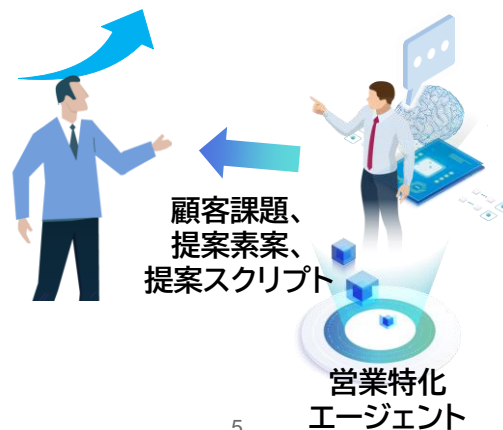 顧客課題、
提案素案、
提案スクリプト
営業特化
エージェント
5